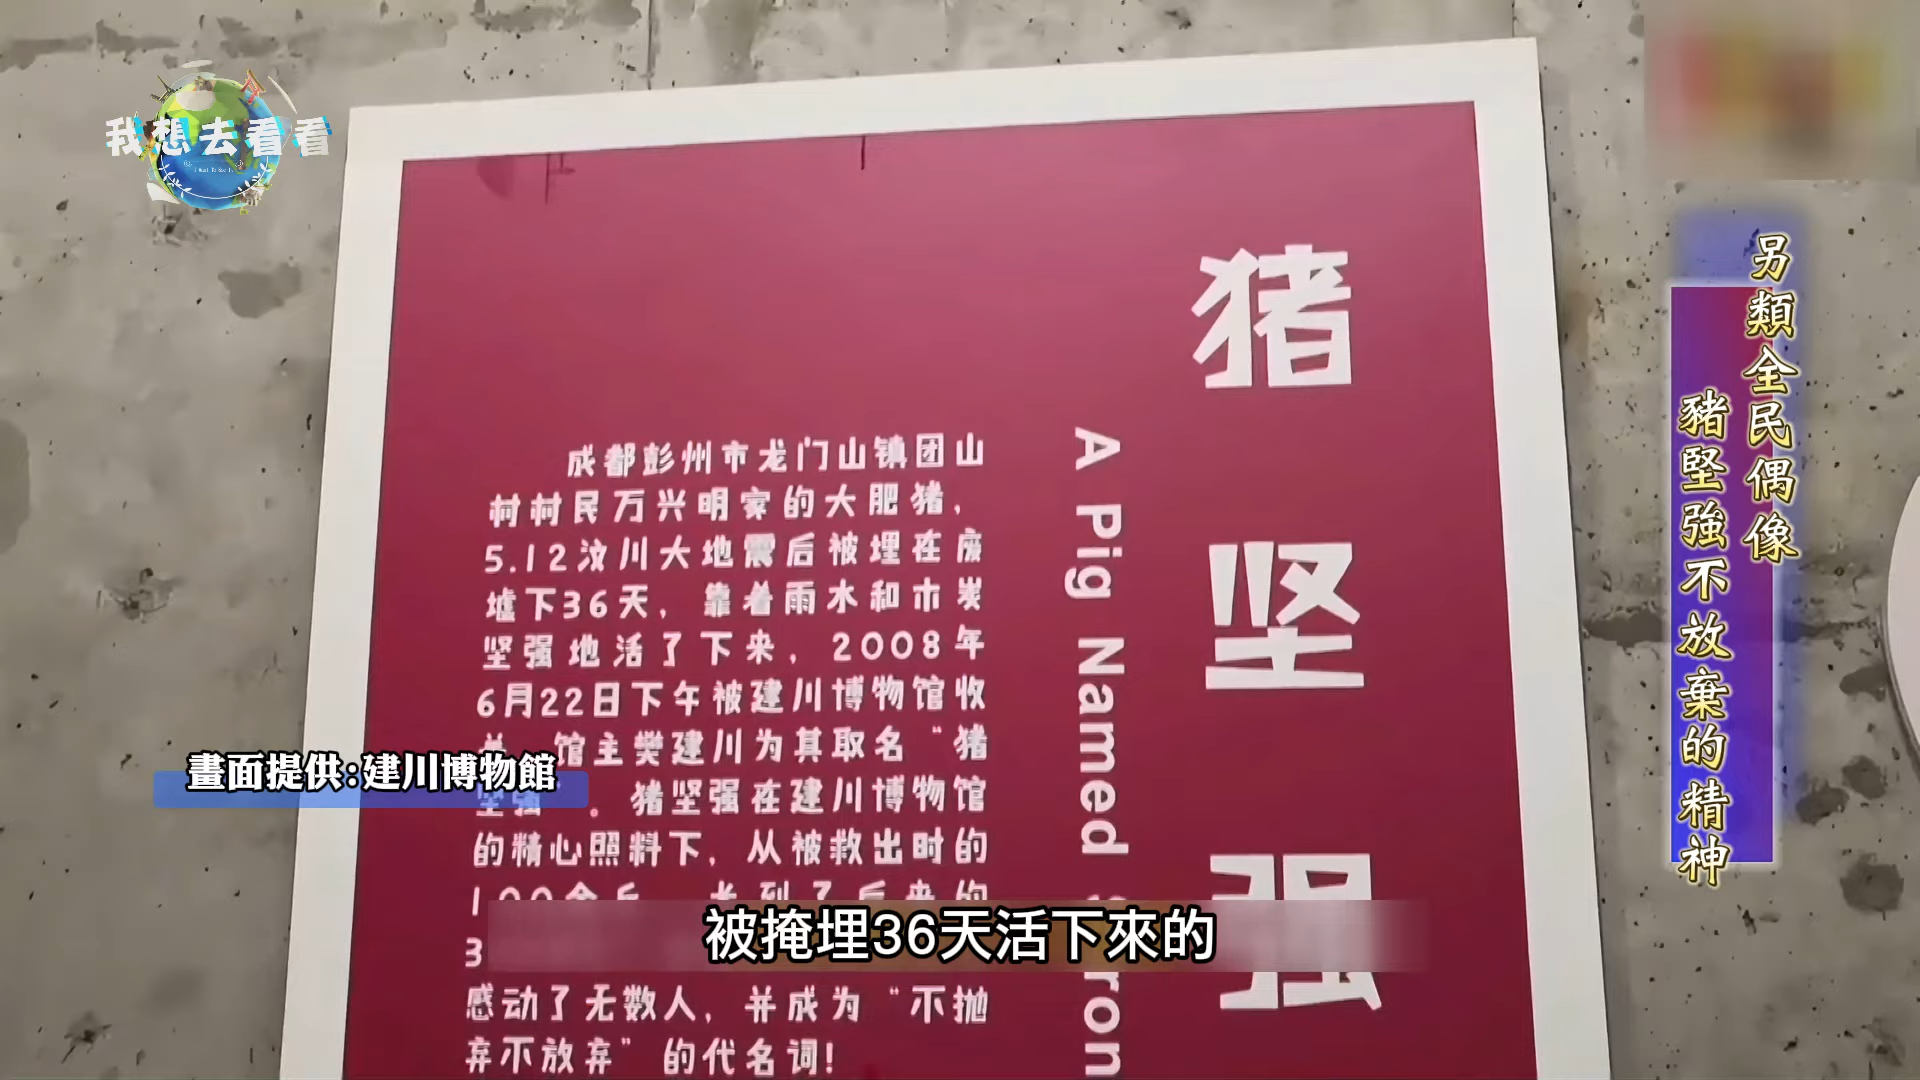 我想去看看
猪坚强
A Pig Named
成都彭州市龙门山镇团山
村村民万兴明家的大肥猪，
5.12汶川大地震后被埋在废
墟下36天，靠着雨水和木炭
坚强地活了下来，2008年
6月22日下午被建川博物馆收
馆主樊建川为其取名“猪
坚强”。猪坚强在建川博物馆
的精心照料下，从被救出时的
100余斤
3
感动了无数人，并成为“不抛
弃不放弃”的代名词！
另類全民偶像
豬堅強不放棄的精神
畫面提供:建川博物館
被掩埋36天活下來的